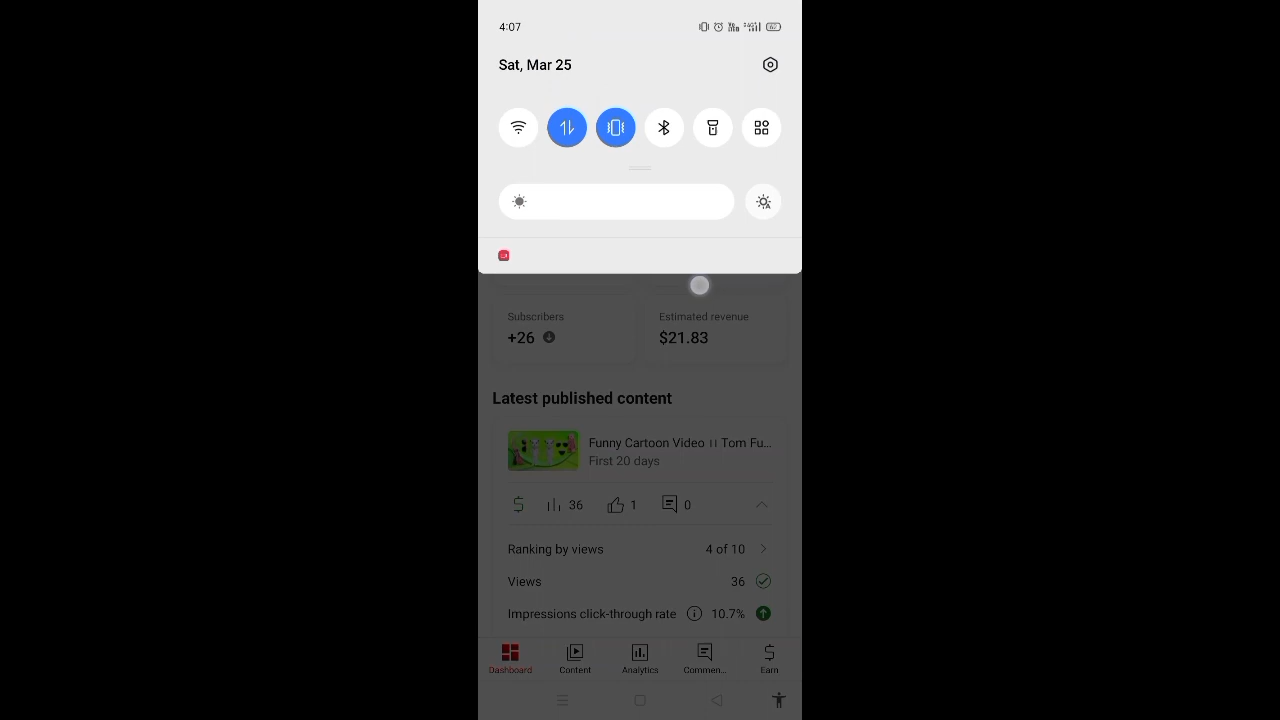 4:07
Sat, Mar 25
Subscribers
+26
Estimated revenue
$21.83
Latest published content
Funny Cartoon Video ।। Tom Fu...
First 20 days
36
1
0
Ranking by views 4 of 10
Views 36
Impressions click-through rate 10.7%
Dashboard
Content
Analytics
Commen...
Earn